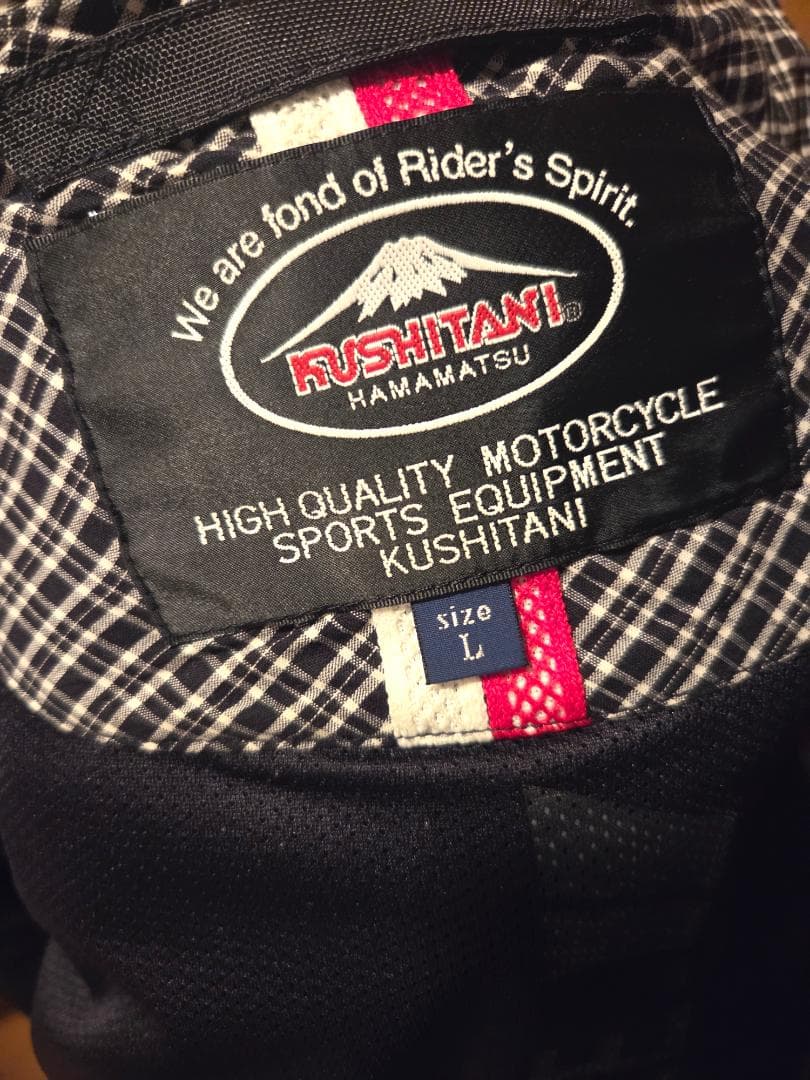 We are fond of Rider's Spirit.
KUSHITANI®
HAMAMATSU
HIGH QUALITY MOTORCYCLE
SPORTS EQUIPMENT
KUSHITANI
size
L